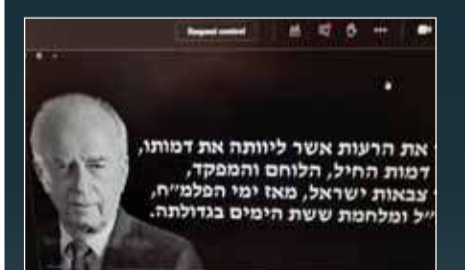 Request control
את הרעות אשר ליוותה את דמותו,
דמות החיל, הלוחם והמפקד,
צבאות ישראל, מאז ימי הפלמ״ח,
״ל ומלחמת ששת הימים בגדולתה.